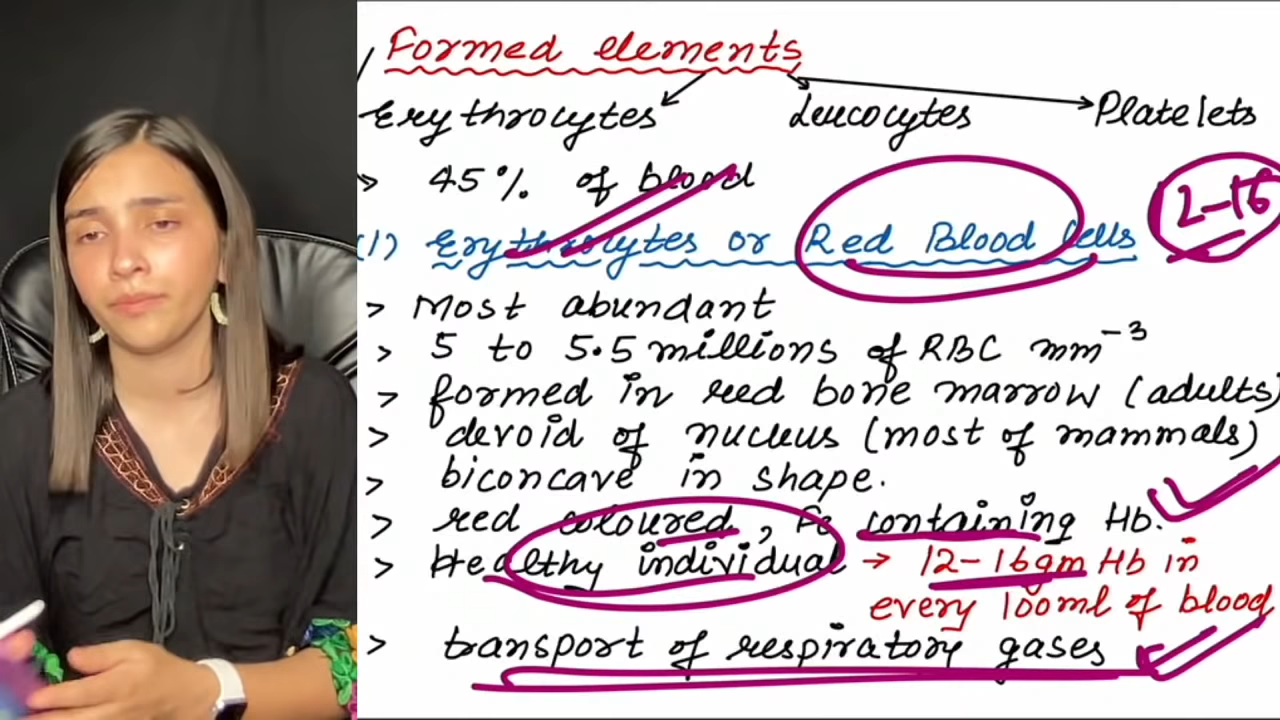 Formed elements
Erythrocytes Leucocytes Platelets
> 45% of blood
(1) Erythrocytes or Red Blood Cells 12-16
> Most abundant
> 5 to 5.5 millions of RBC mm⁻³
> formed in red bone marrow (adults)
> devoid of nucleus (most of mammals)
> biconcave in shape.
> red coloured, Fe containing Hb.
> Healthy individual → 12-16gm Hb in
every 100ml of blood
> transport of respiratory gases